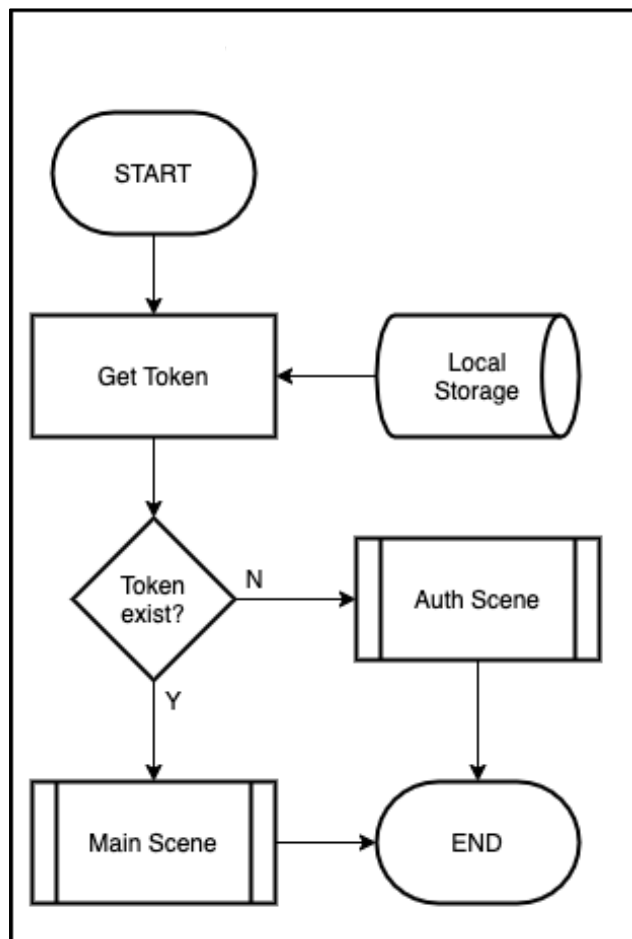 START
Get Token
Local
Storage
Token
exist?
N
Auth Scene
Y
Main Scene
END